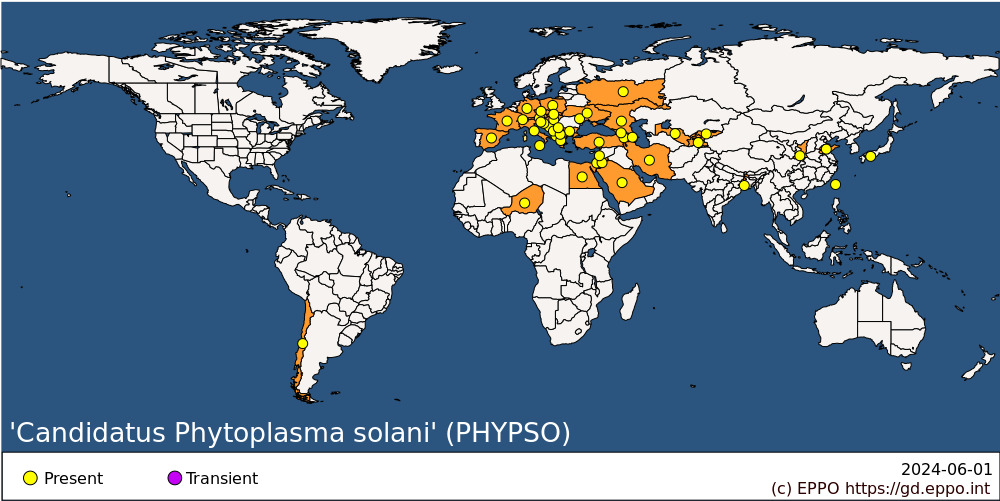 'Candidatus Phytoplasma solani' (PHYPSO)
Present
Transient
2024-06-01
(c) EPPO https://gd.eppo.int